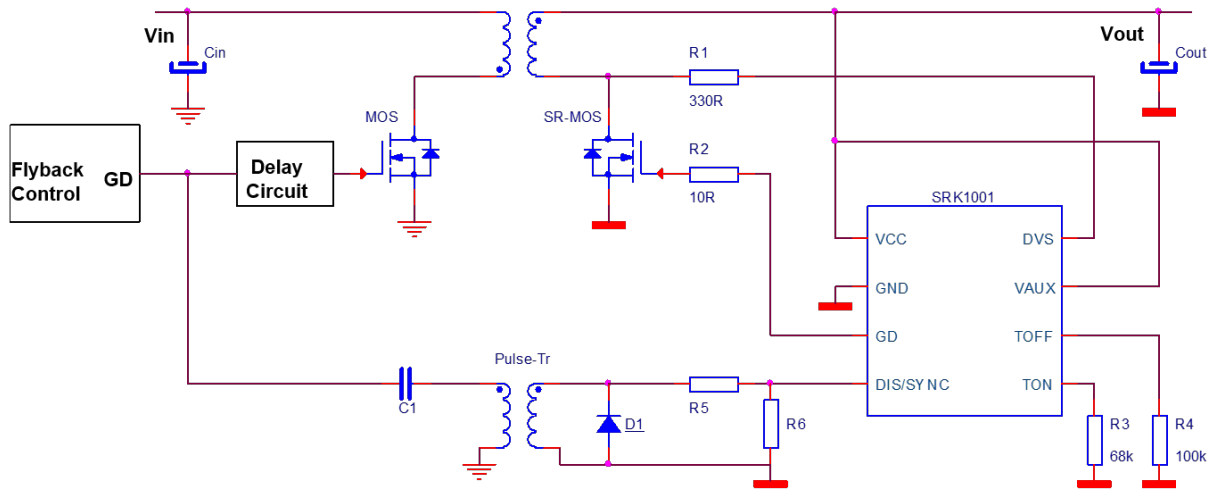 Vin
Cin
Vout
Cout
R1
330R
MOS
SR-MOS
Flyback
Control
GD
Delay
Circuit
R2
10R
SRK1001
VCC
DVS
GND
VAUX
GD
TOFF
DIS/SYNC
TON
Pulse-Tr
C1
D1
R5
R6
R3
68k
R4
100k